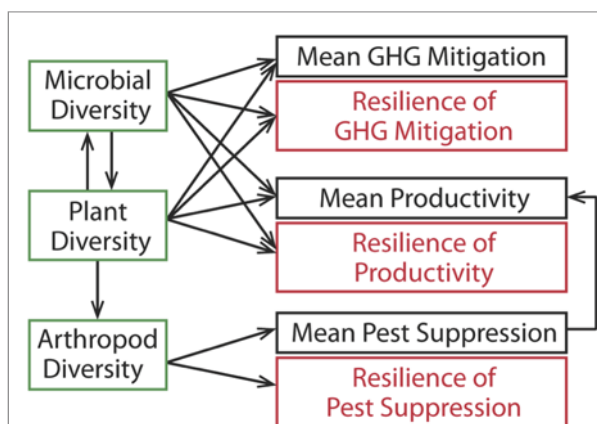 Microbial
Diversity
Plant
Diversity
Arthropod
Diversity
Mean GHG Mitigation
Resilience of
GHG Mitigation
Mean Productivity
Resilience of
Productivity
Mean Pest Suppression
Resilience of
Pest Suppression